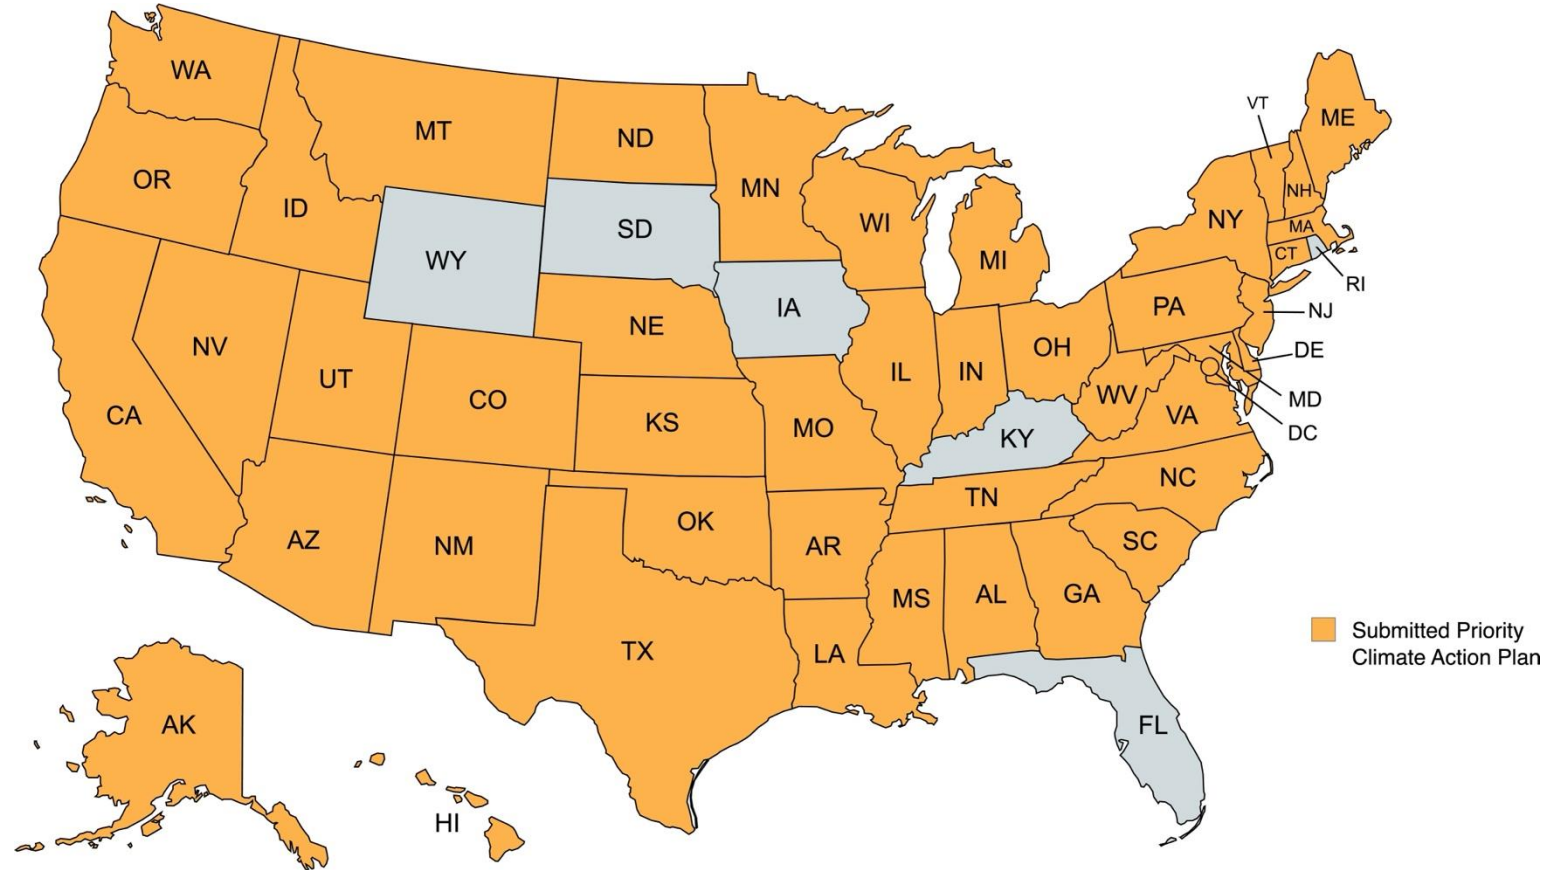 WA
MT
ND
MN
OR
ID
WY
SD
WI
MI
VT
ME
NH
NY
MA
CT
RI
NJ
PA
DE
MD
DC
NV
UT
CA
CO
NE
IA
IL
IN
OH
WV
VA
KS
MO
KY
AZ
NM
OK
AR
TN
NC
SC
TX
LA
MS
AL
GA
FL
AK
HI
Submitted Priority
Climate Action Plan